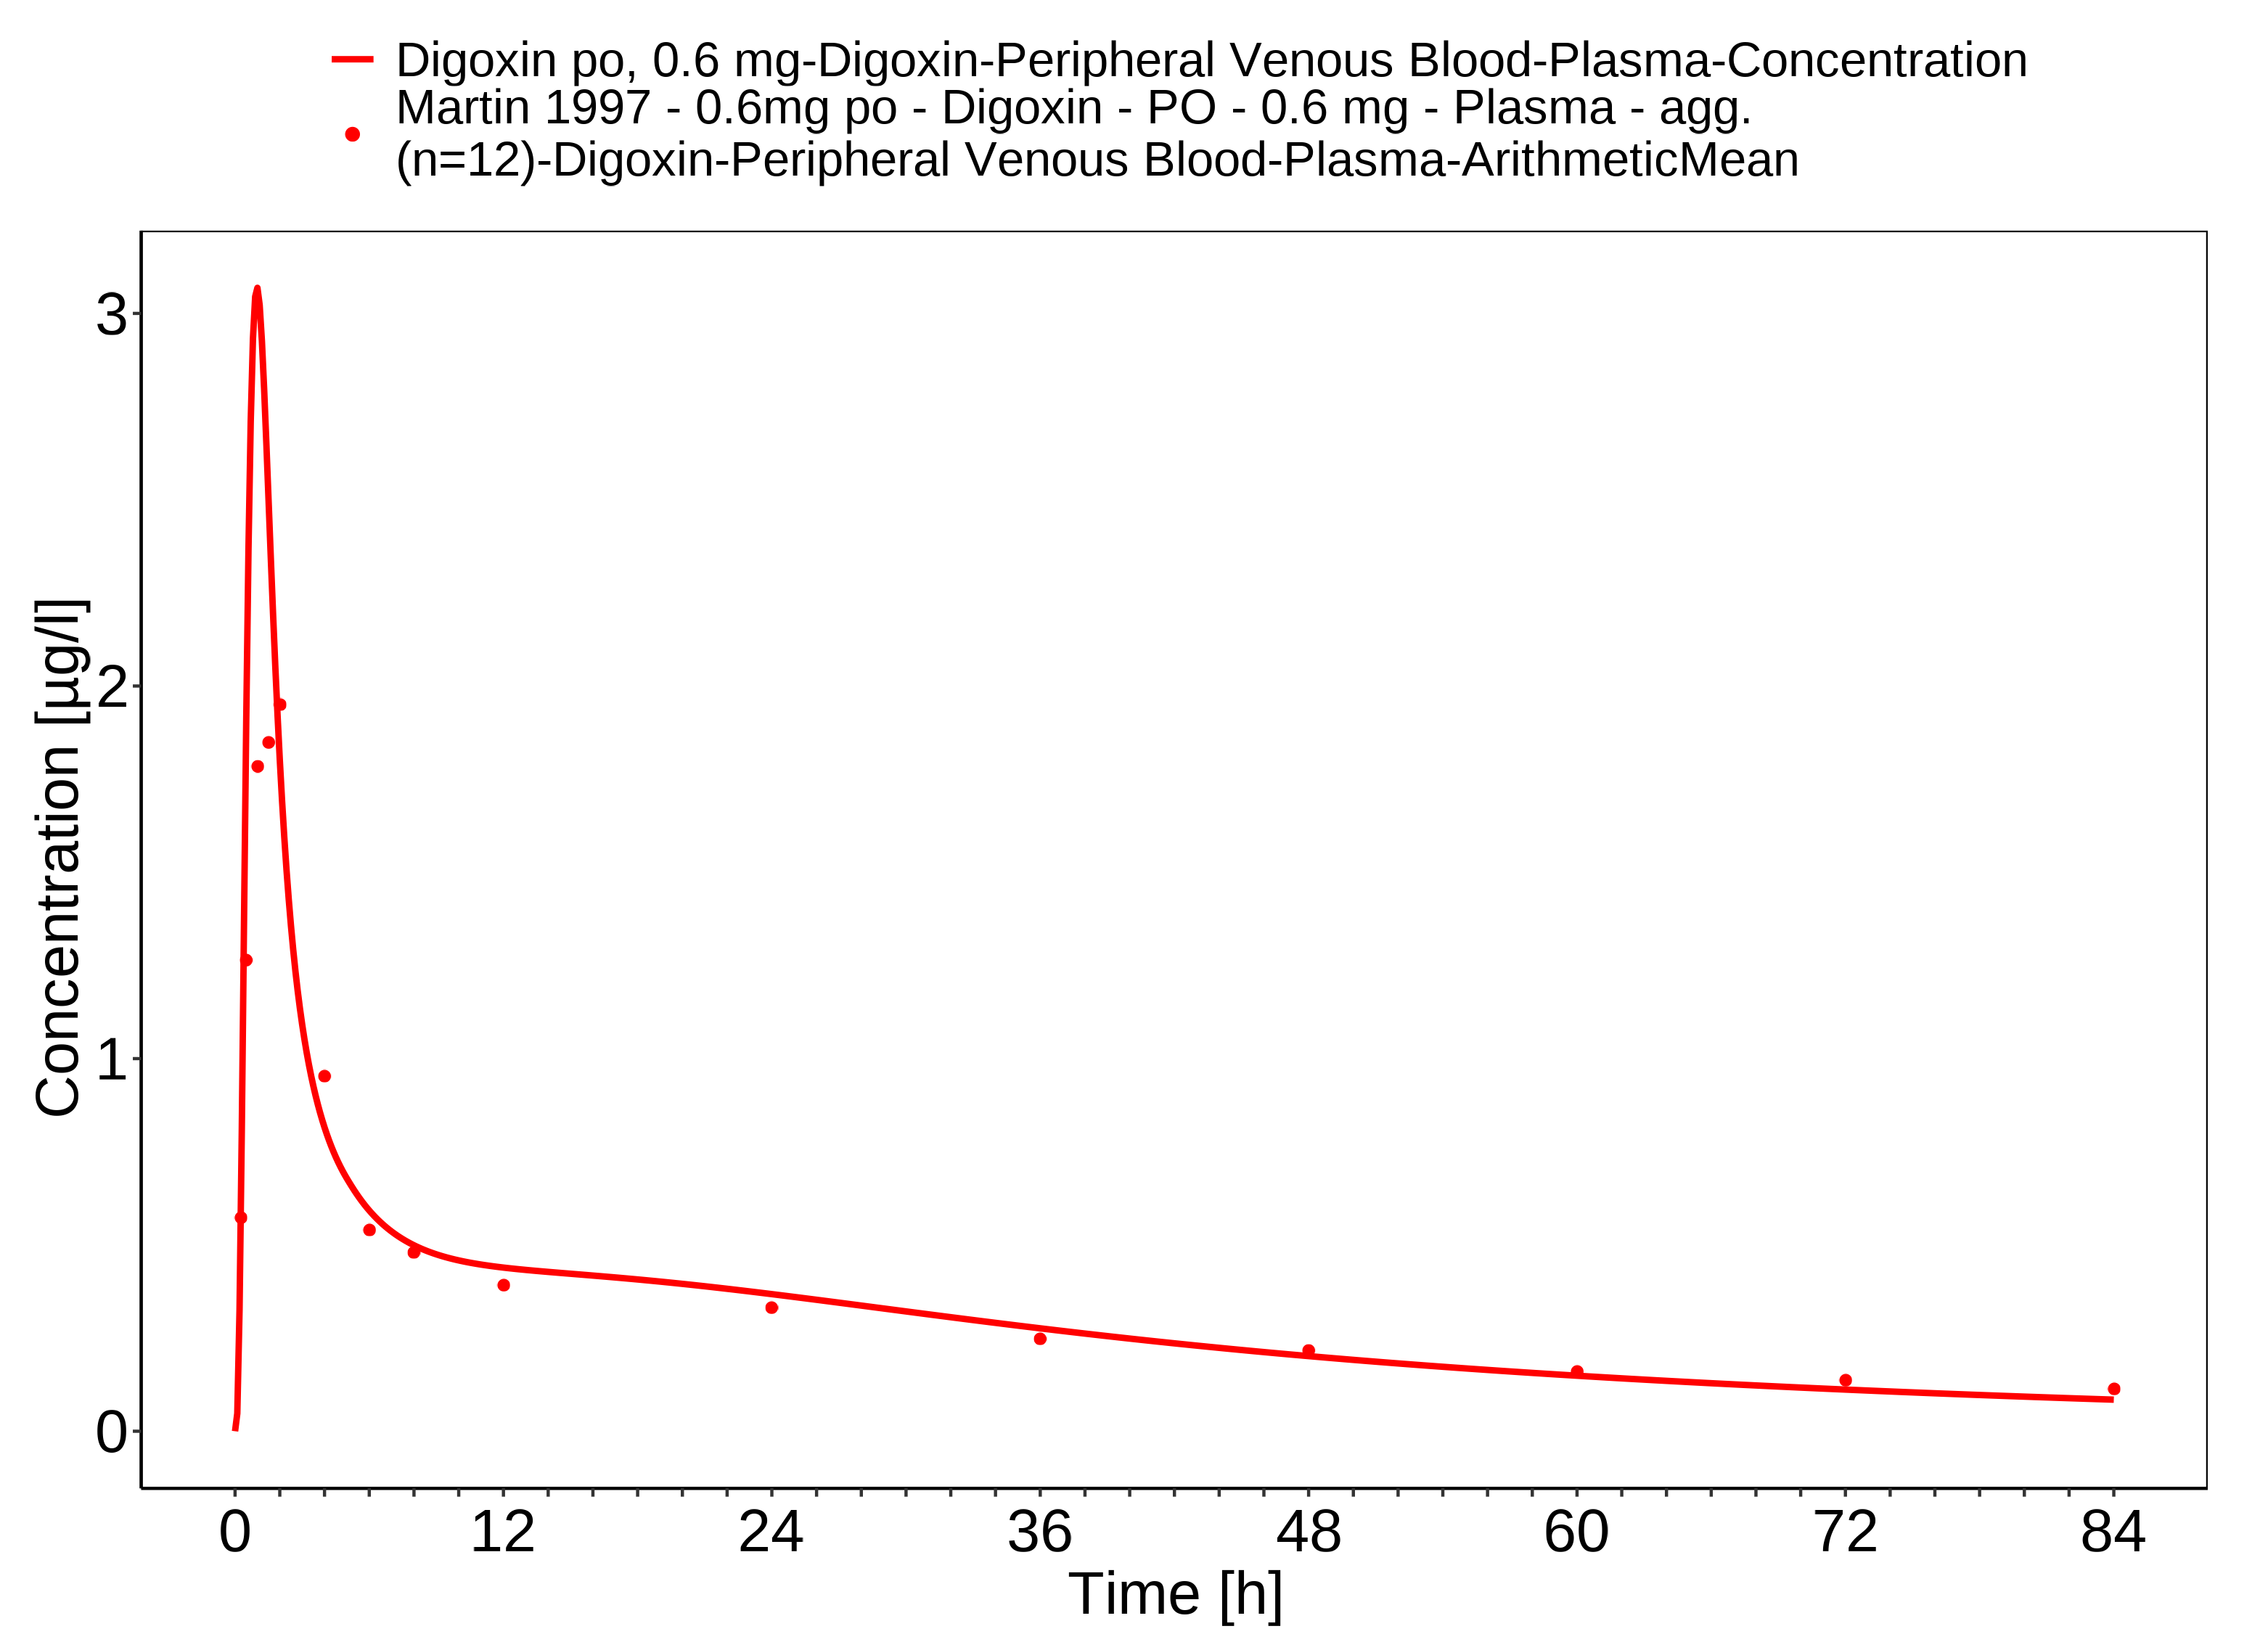 Digoxin po, 0.6 mg-Digoxin-Peripheral Venous Blood-Plasma-Concentration
Martin 1997 - 0.6mg po - Digoxin - PO - 0.6 mg - Plasma - agg.
(n=12)-Digoxin-Peripheral Venous Blood-Plasma-ArithmeticMean
3
2
1
0
Concentration [µg/l]
0 12 24 36 48 60 72 84
Time [h]